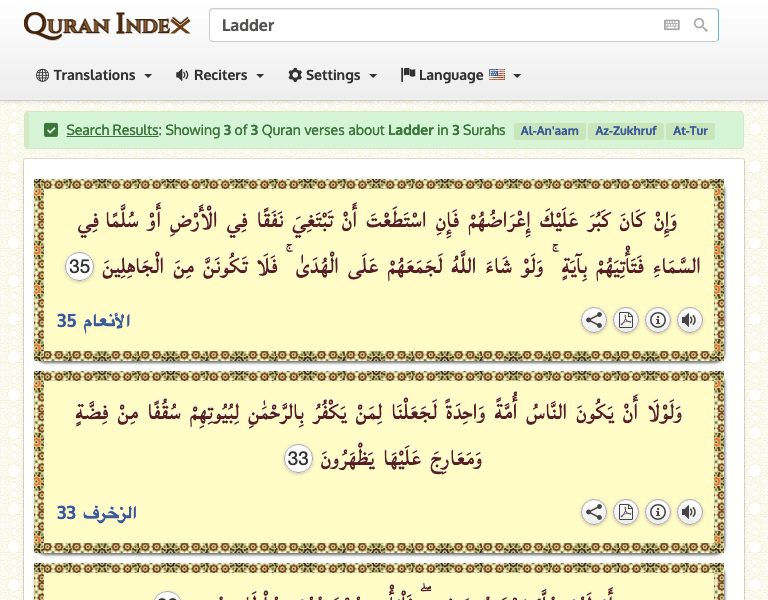 QURAN INDEX
Ladder
Translations
Reciters
Settings
Language
Search Results: Showing 3 of 3 Quran verses about Ladder in 3 Surahs Al-An'aam Az-Zukhruf At-Tur
وَإِنْ كَانَ كَبُرَ عَلَيْكَ إِعْرَاضُهُمْ فَإِنِ اسْتَطَعْتَ أَنْ تَبْتَغِيَ نَفَقًا فِي الْأَرْضِ أَوْ سُلَّمًا فِي
السَّمَاءِ فَتَأْتِيَهُمْ بِآيَةٍ ۚ وَلَوْ شَاءَ اللَّهُ لَجَمَعَهُمْ عَلَى الْهُدَىٰ ۚ فَلَا تَكُونَنَّ مِنَ الْجَاهِلِينَ 35
الأنعام 35
وَلَوْلَا أَنْ يَكُونَ النَّاسُ أُمَّةً وَاحِدَةً لَجَعَلْنَا لِمَنْ يَكْفُرُ بِالرَّحْمَٰنِ لِبُيُوتِهِمْ سُقُفًا مِنْ فِضَّةٍ
وَمَعَارِجَ عَلَيْهَا يَظْهَرُونَ 33
الزخرف 33